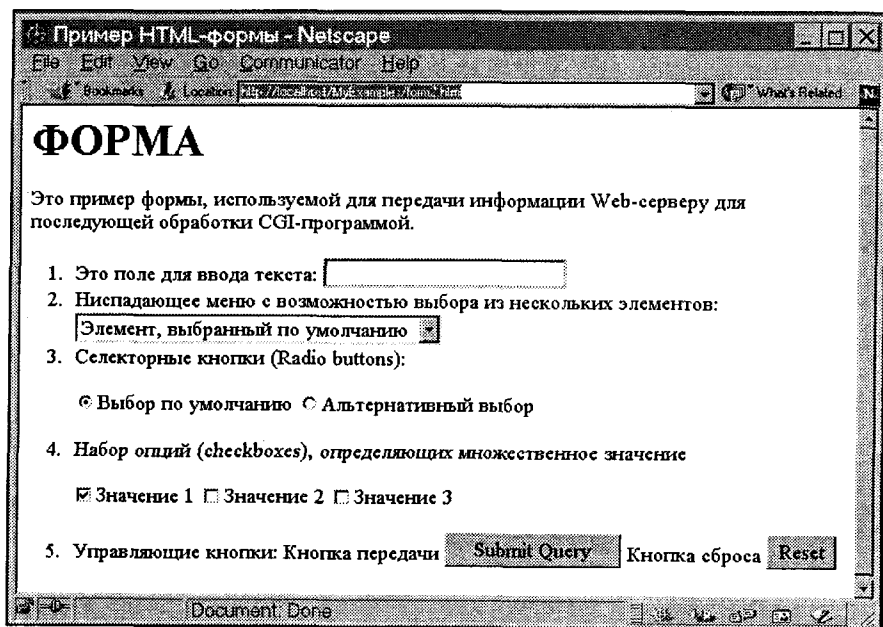 Пример HTML-формы - Netscape
File Edit View Go Communicator Help
Bookmarks Location: What's Related N
ФОРМА
Это пример формы, используемой для передачи информации Web-серверу для
последующей обработки CGI-программой.
1. Это поле для ввода текста:
2. Ниспадающее меню с возможностью выбора из нескольких элементов:
Элемент, выбранный по умолчанию
3. Селекторные кнопки (Radio buttons):
Выбор по умолчанию Альтернативный выбор
4. Набор опций (checkboxes), определяющих множественное значение
Значение 1 Значение 2 Значение 3
5. Управляющие кнопки: Кнопка передачи Submit Query Кнопка сброса Reset
Document: Done